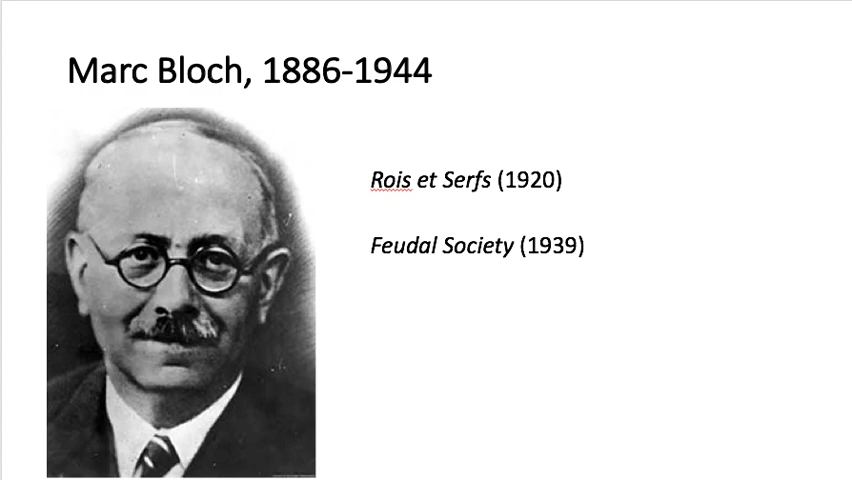 Marc Bloch, 1886-1944
Rois et Serfs (1920)
Feudal Society (1939)